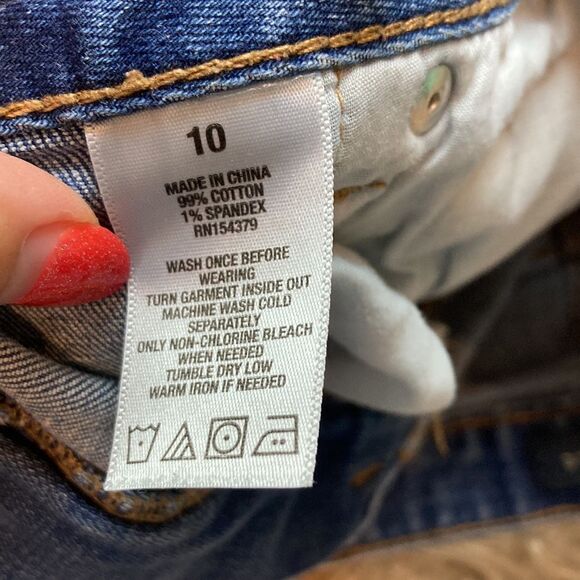 10
MADE IN CHINA
99% COTTON
1% SPANDEX
RN154379
WASH ONCE BEFORE
WEARING
TURN GARMENT INSIDE OUT
MACHINE WASH COLD
SEPARATELY
ONLY NON-CHLORINE BLEACH
WHEN NEEDED
TUMBLE DRY LOW
WARM IRON IF NEEDED